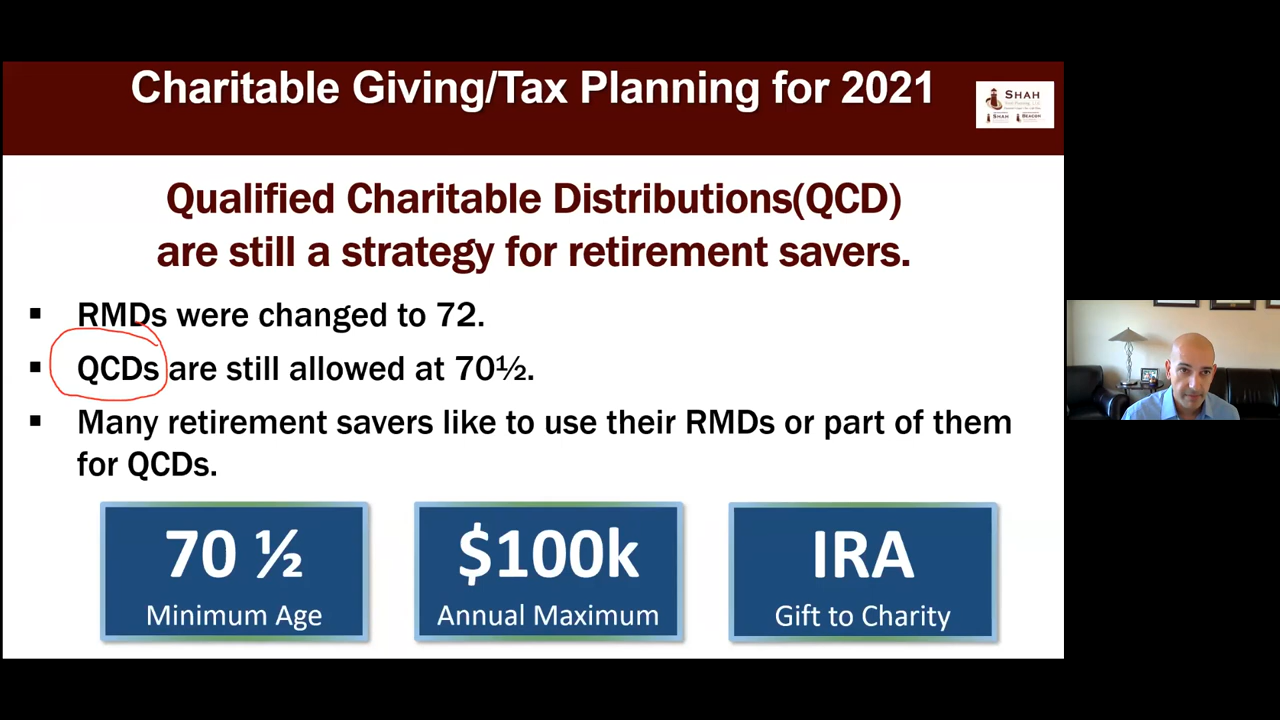 Charitable Giving/Tax Planning for 2021
SHAH
SHAH
BEACON
Qualified Charitable Distributions(QCD)
are still a strategy for retirement savers.
▪ RMDs were changed to 72.
▪ QCDs are still allowed at 70½.
▪ Many retirement savers like to use their RMDs or part of them
for QCDs.
70 ½
Minimum Age
$100k
Annual Maximum
IRA
Gift to Charity